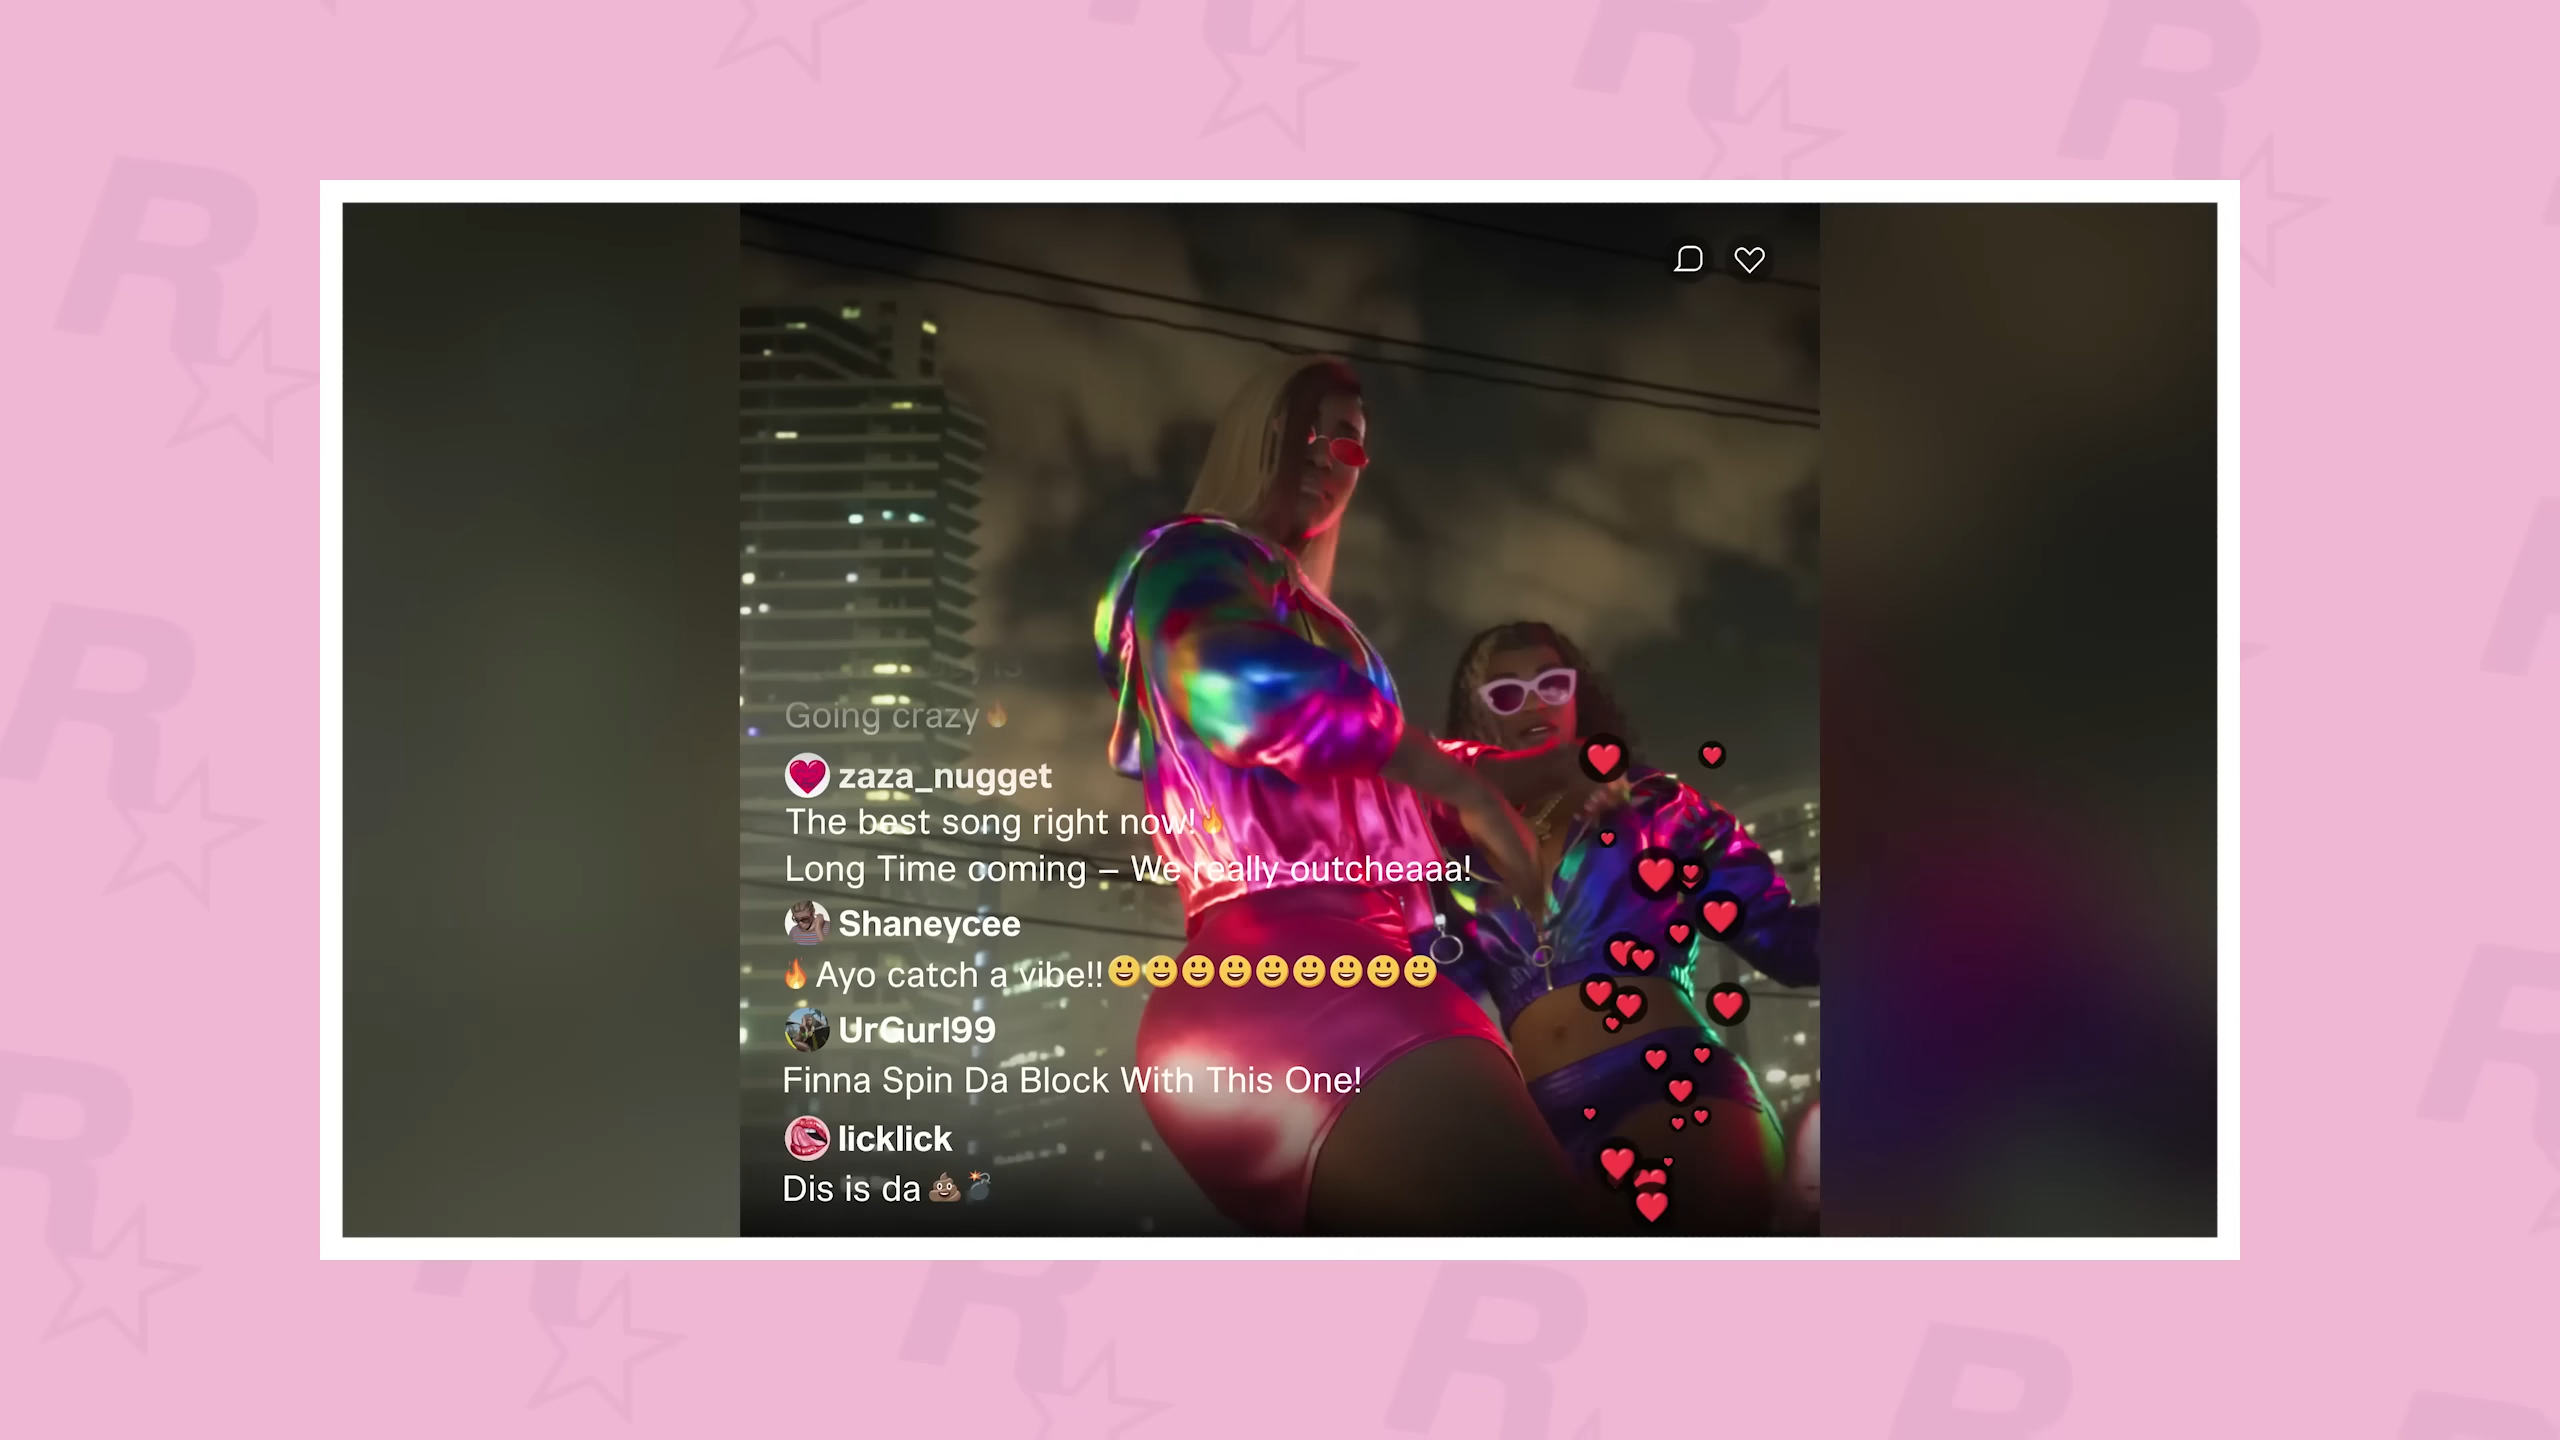 Going crazy🔥
zaza_nugget
The best song right now!🔥
Long Time coming – We really outcheaaa!
Shaneycee
🔥Ayo catch a vibe!!😀😀😀😀😀😀😀😀😀
UrGurl99
Finna Spin Da Block With This One!
licklick
Dis is da💩💣